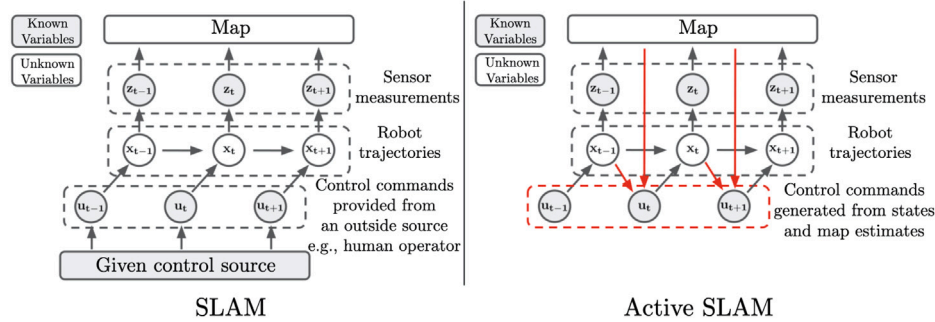 Known
Variables
Unknown
Variables
Map
z_{t-1}
z_t
z_{t+1}
Sensor
measurements
x_{t-1}
x_t
x_{t+1}
Robot
trajectories
u_{t-1}
u_t
u_{t+1}
Control commands
provided from
an outside source
e.g., human operator
Given control source
SLAM
Known
Variables
Unknown
Variables
Map
z_{t-1}
z_t
z_{t+1}
Sensor
measurements
x_{t-1}
x_t
x_{t+1}
Robot
trajectories
u_{t-1}
u_t
u_{t+1}
Control commands
generated from states
and map estimates
Active SLAM